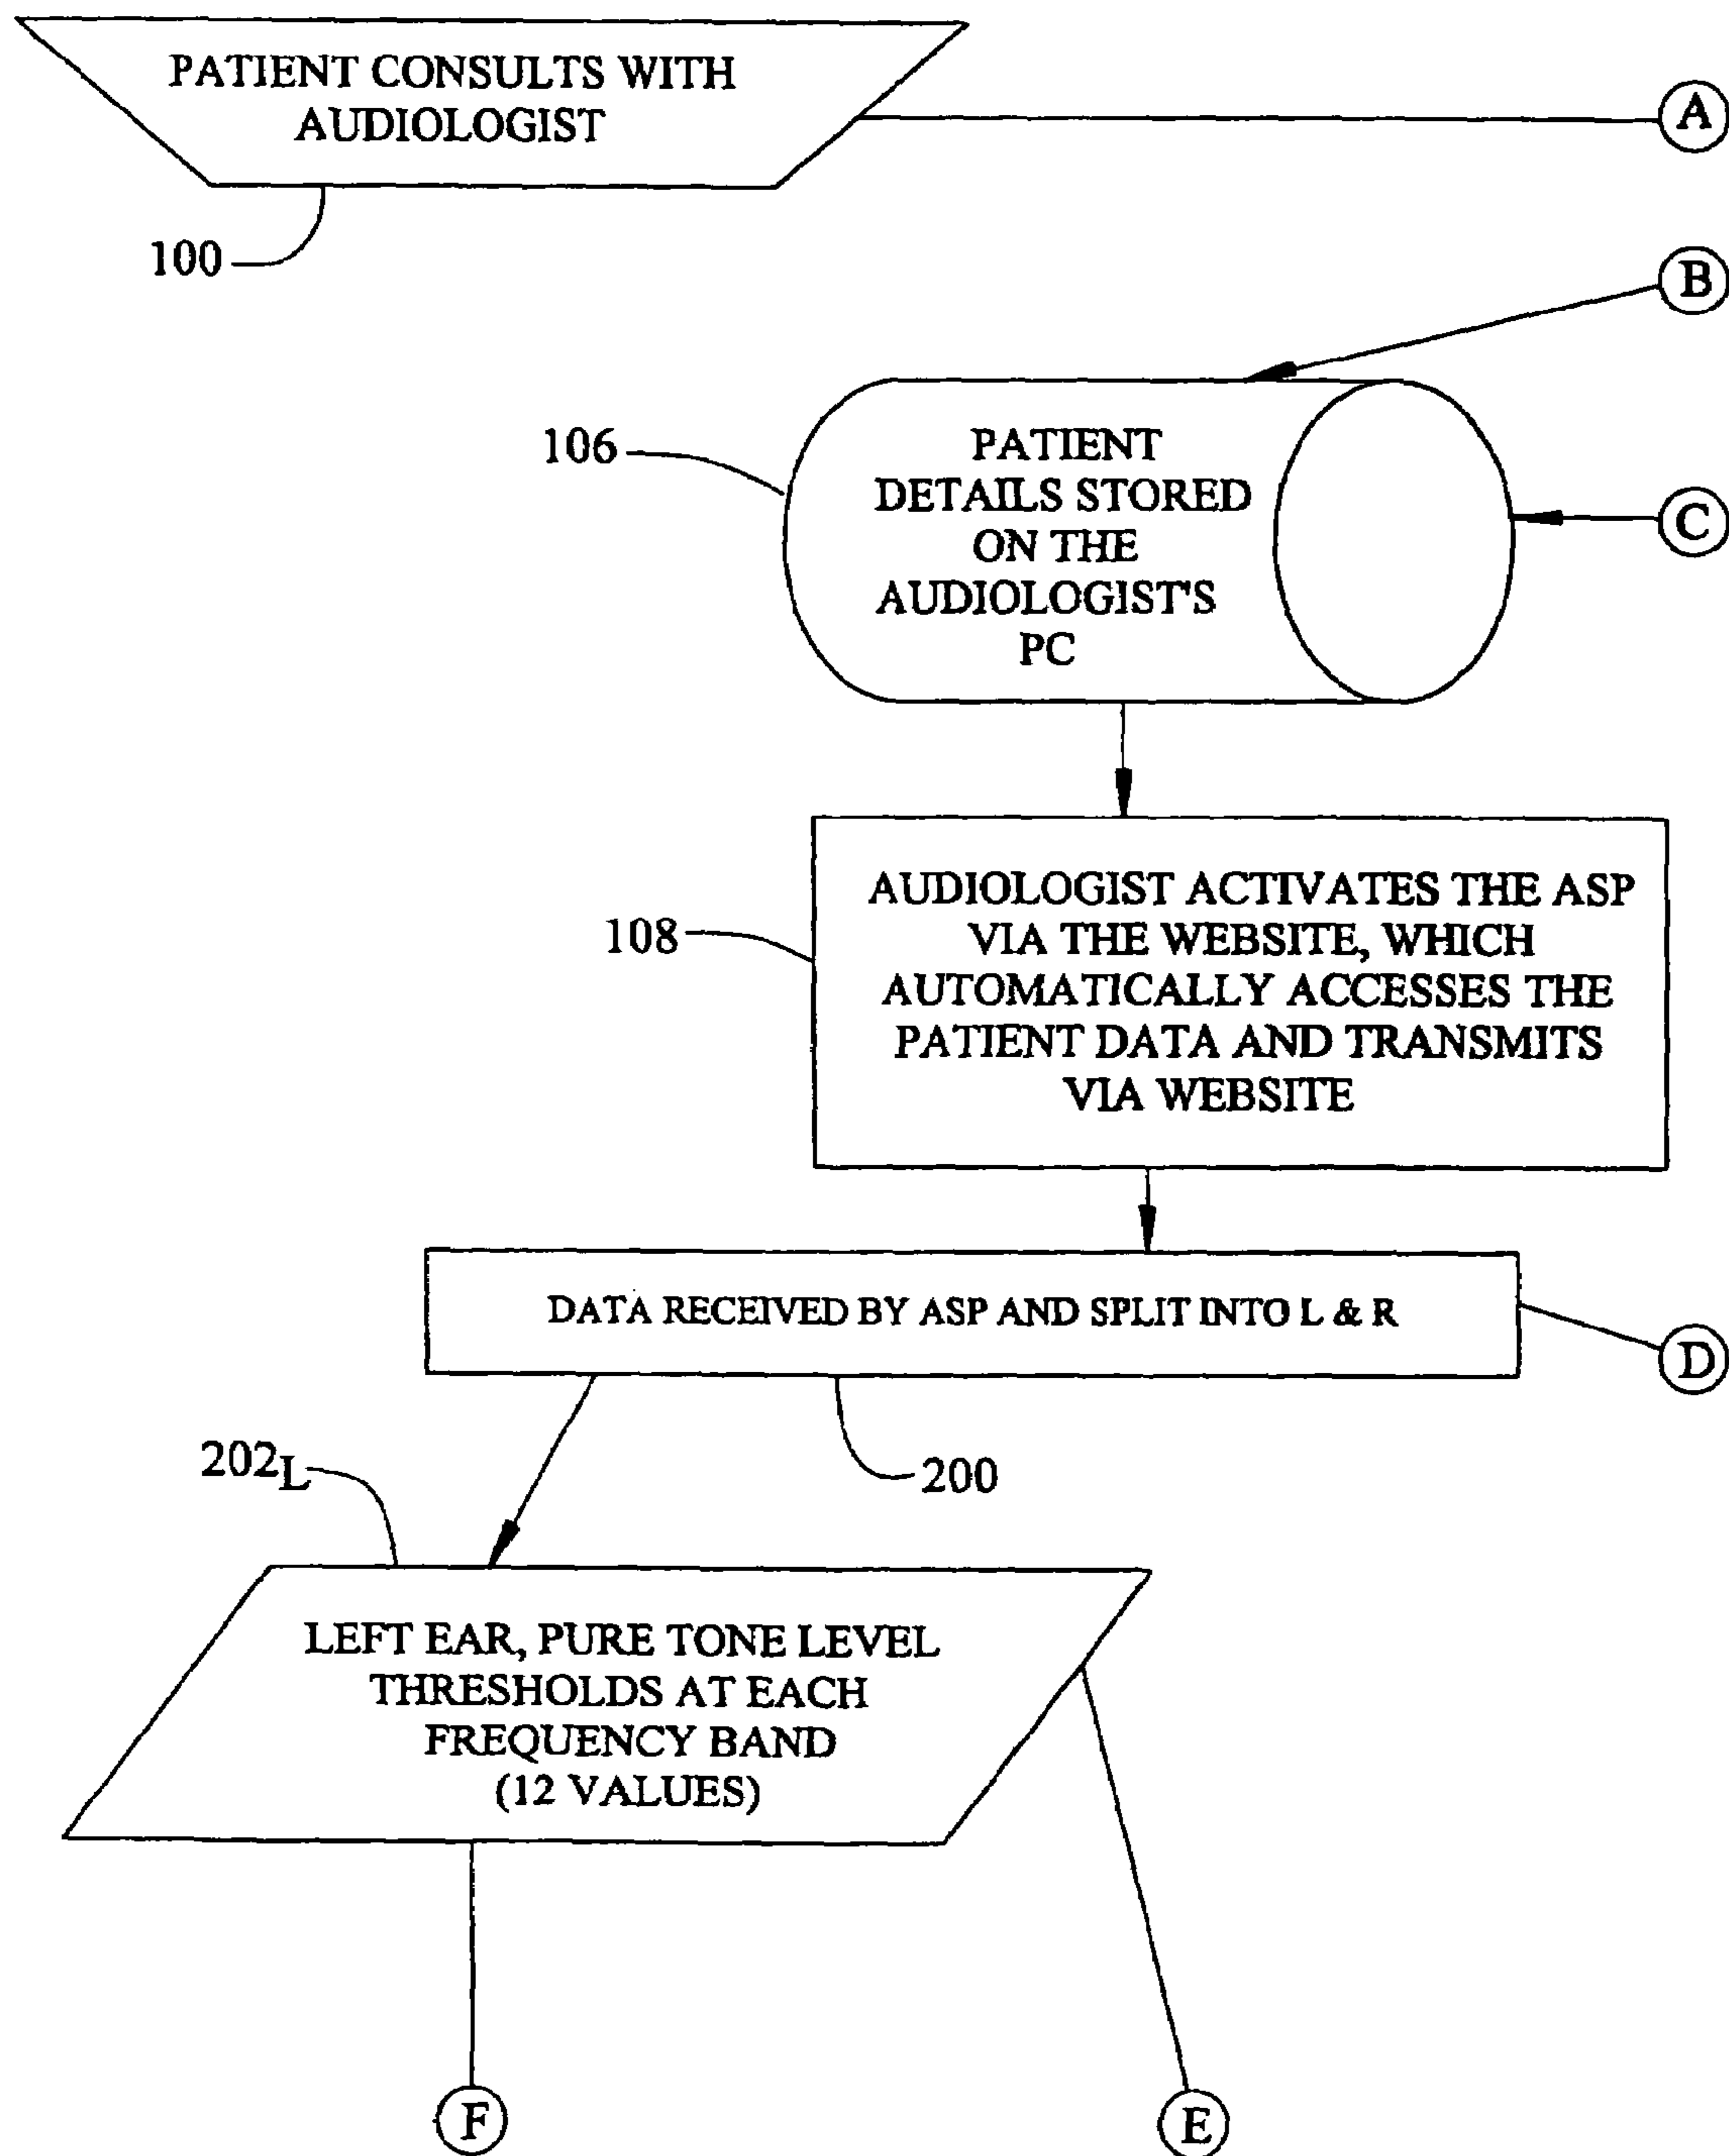 PATIENT CONSULTS WITH
AUDIOLOGIST
A
100
B
106
PATIENT
DETAILS STORED
ON THE
AUDIOLOGIST'S
PC
C
108
AUDIOLOGIST ACTIVATES THE ASP
VIA THE WEBSITE, WHICH
AUTOMATICALLY ACCESSES THE
PATIENT DATA AND TRANSMITS
VIA WEBSITE
DATA RECEIVED BY ASP AND SPLIT INTO L & R
D
202L
200
LEFT EAR, PURE TONE LEVEL
THRESHOLDS AT EACH
FREQUENCY BAND
(12 VALUES)
F
E